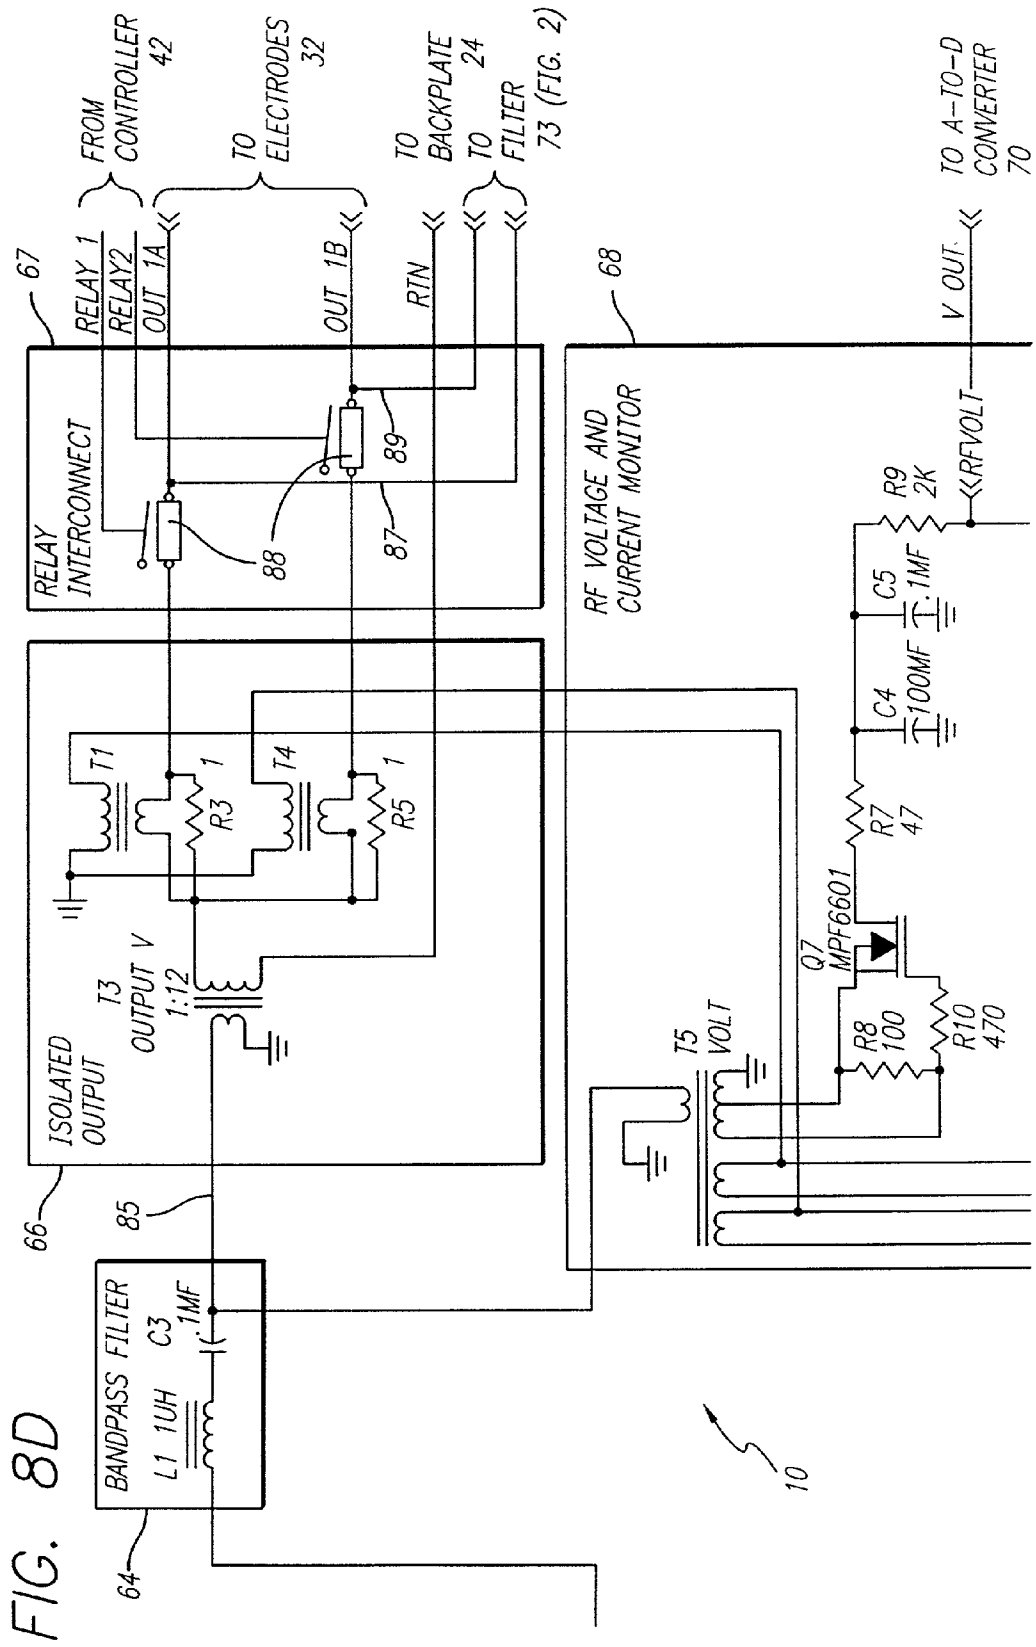 FIG. 8D
64
BANDPASS FILTER
L1 1UH
C3
.1MF
85
66
ISOLATED
OUTPUT
T3
OUTPUT V
1:12
T1
R3
1
T4
R5
1
RELAY
INTERCONNECT
88
87
89
67
RELAY 1
RELAY2
OUT 1A
OUT 1B
RTN
FROM
CONTROLLER
42
TO
ELECTRODES
32
TO
BACKPLATE
24
TO
FILTER
73 (FIG. 2)
10
RF VOLTAGE AND
CURRENT MONITOR
68
T5
VOLT
R8
100
R10
470
Q7
MPF6601
R7
47
C4
100MF
C5
.1MF
R9
2K
RFVOLT
V OUT
TO A-TO-D
CONVERTER
70